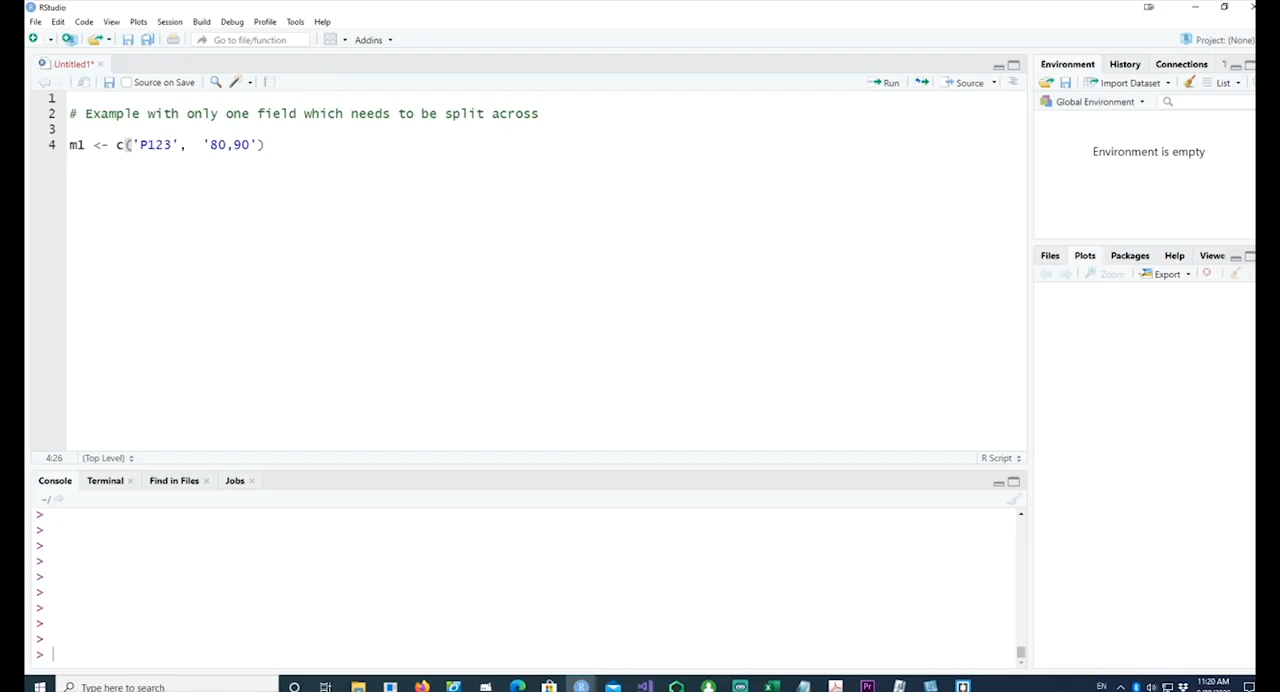 RStudio
File Edit Code View Plots Session Build Debug Profile Tools Help
Go to file/function Addins Project: (None)
Untitled1* Environment History Connections
Source on Save Run Source Import Dataset List
1 Global Environment
2 # Example with only one field which needs to be split across
3
4 m1 <- c('P123', '80,90')
Environment is empty
Files Plots Packages Help Viewe
Zoom Export
4:26 (Top Level) R Script
Console Terminal Find in Files Jobs
~/
>
>
>
>
>
>
>
>
>
>
Type here to search
EN 11:20 AM